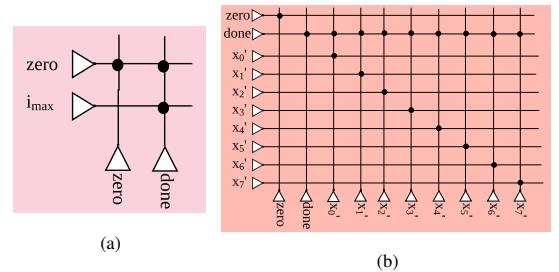 zero
i_max
zero
done
(a)
zero
done
x₀'
x₁'
x₂'
x₃'
x₄'
x₅'
x₆'
x₇'
zero
done
x₀'
x₁'
x₂'
x₃'
x₄'
x₅'
x₆'
x₇'
(b)